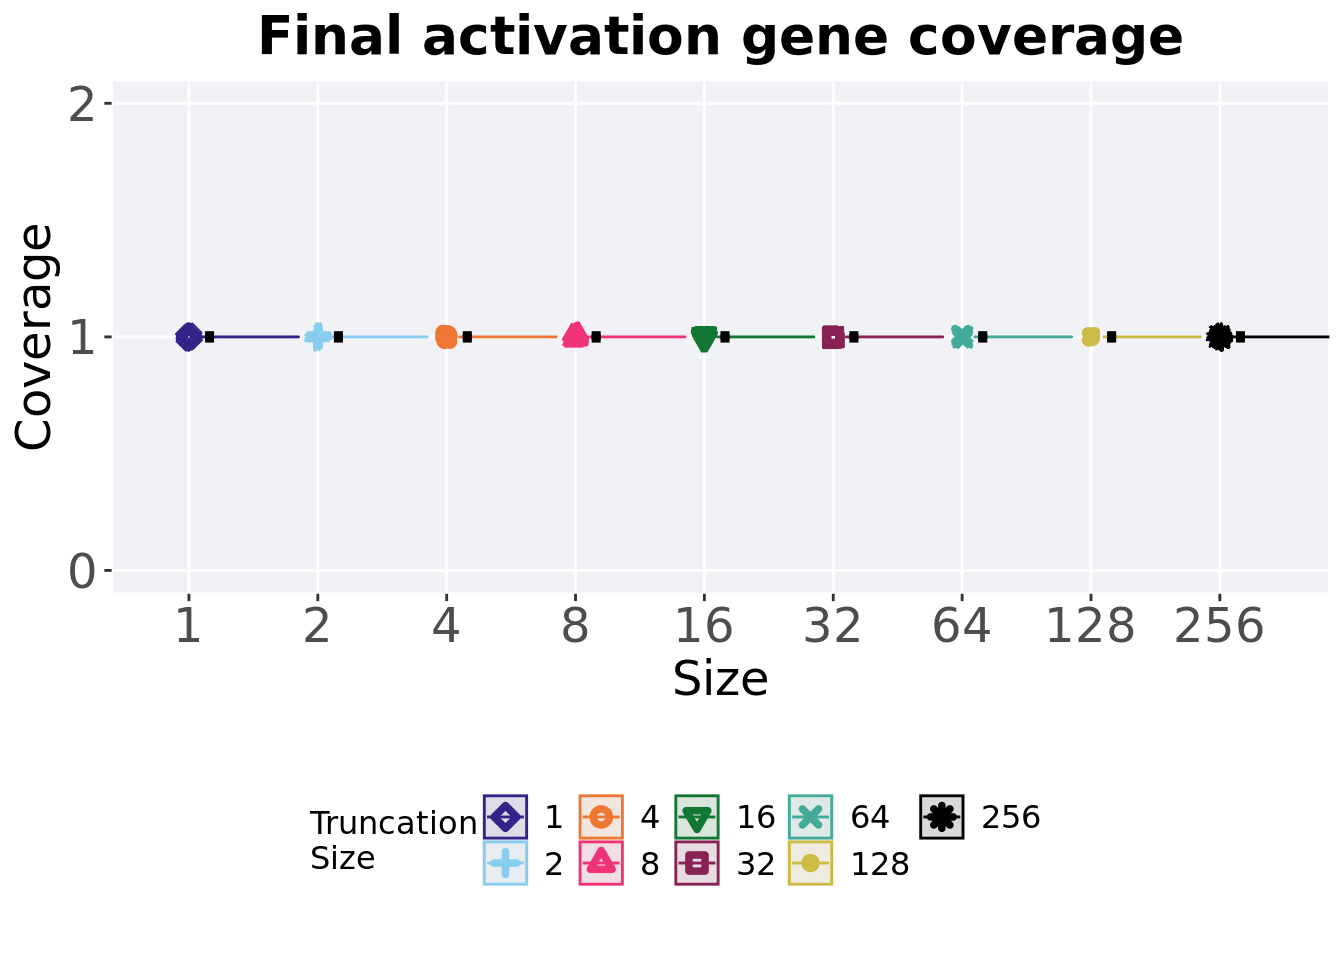 Final activation gene coverage
2
1
0
Coverage
1 2 4 8 16 32 64 128 256
Size
Truncation
Size
1 4 16 64 256
2 8 32 128